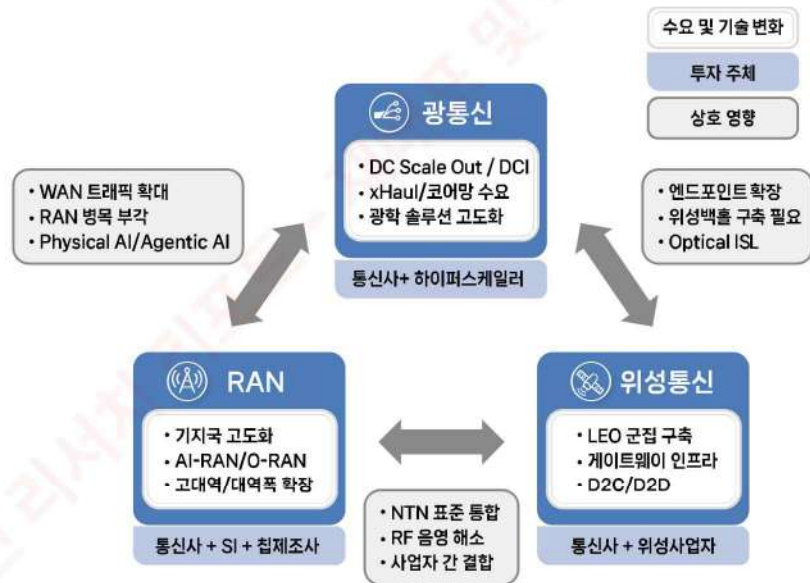 수요 및 기술 변화
투자 주체
상호 영향
광통신
• DC Scale Out / DCI
• xHaul/코어망 수요
• 광학 솔루션 고도화
통신사+ 하이퍼스케일러
• WAN 트래픽 확대
• RAN 병목 부각
• Physical AI/Agentic AI
• 엔드포인트 확장
• 위성백홀 구축 필요
• Optical ISL
RAN
• 기지국 고도화
• AI-RAN/O-RAN
• 고대역/대역폭 확장
통신사 + SI + 칩제조사
• NTN 표준 통합
• RF 음영 해소
• 사업자 간 결합
위성통신
• LEO 군집 구축
• 게이트웨이 인프라
- D2C/D2D
통신사 + 위성사업자